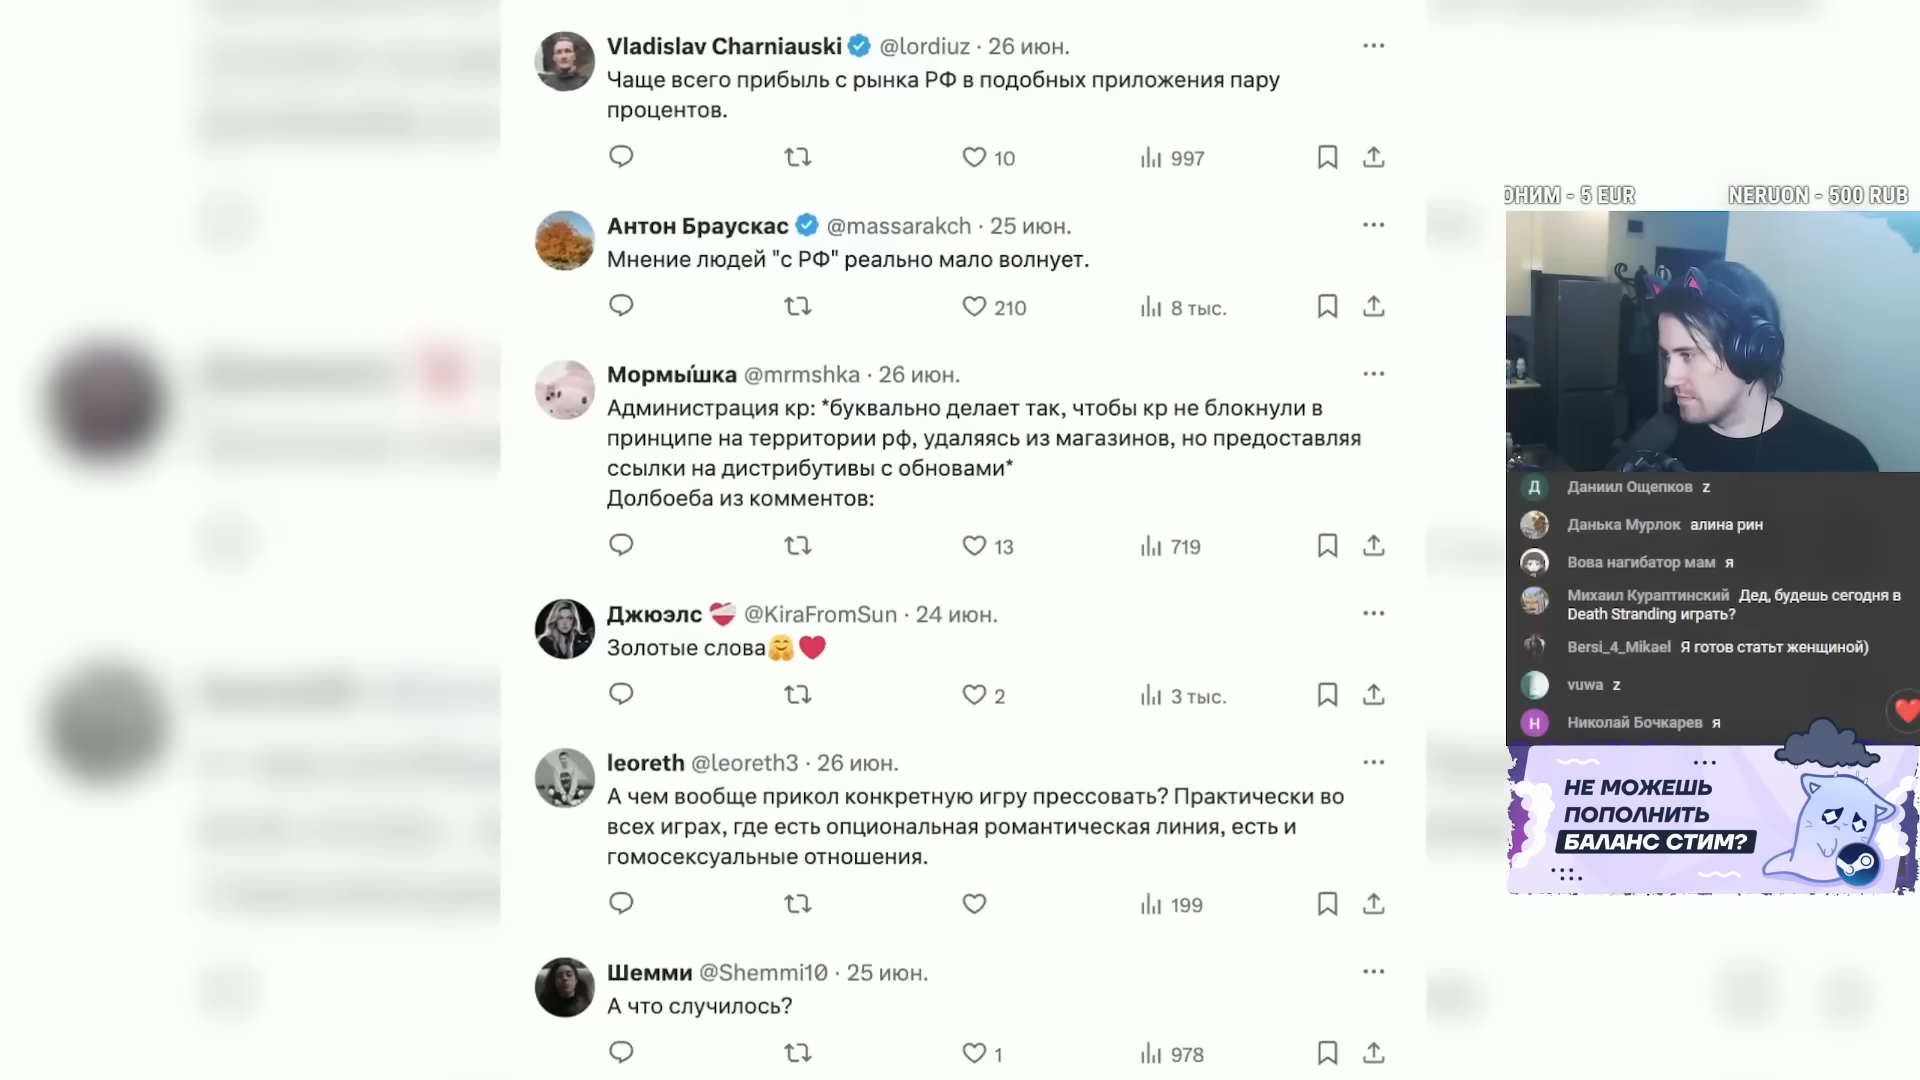 Vladislav Charniauski @lordiuz · 26 июн.
Чаще всего прибыль с рынка РФ в подобных приложения пару
процентов.
10 997
Антон Браускас @massarakch · 25 июн.
Мнение людей "с РФ" реально мало волнует.
210 8 тыс.
Мормы́шка @mrmshka · 26 июн.
Администрация кр: *буквально делает так, чтобы кр не блокнули в
принципе на территории рф, удаляясь из магазинов, но предоставляя
ссылки на дистрибутивы с обновами*
Долбоеба из комментов:
13 719
Джюэлс @KiraFromSun · 24 июн.
Золотые слова🤗❤️
2 3 тыс.
leoreth @leoreth3 · 26 июн.
А чем вообще прикол конкретную игру прессовать? Практически во
всех играх, где есть опциональная романтическая линия, есть и
гомосексуальные отношения.
199
Шемми @Shemmi10 · 25 июн.
А что случилось?
1 978
ОНИМ - 5 EUR NERUON - 500 RUB
Д Даниил Ощепков z
Данька Мурлок алина рин
Вова нагибатор мам я
Михаил Кураптинский Дед, будешь сегодня в
Death Stranding играть?
Bersi_4_Mikael Я готов статьт женщиной)
vuwa z
Н Николай Бочкарев я
НЕ МОЖЕШЬ
ПОПОЛНИТЬ
БАЛАНС СТИМ?